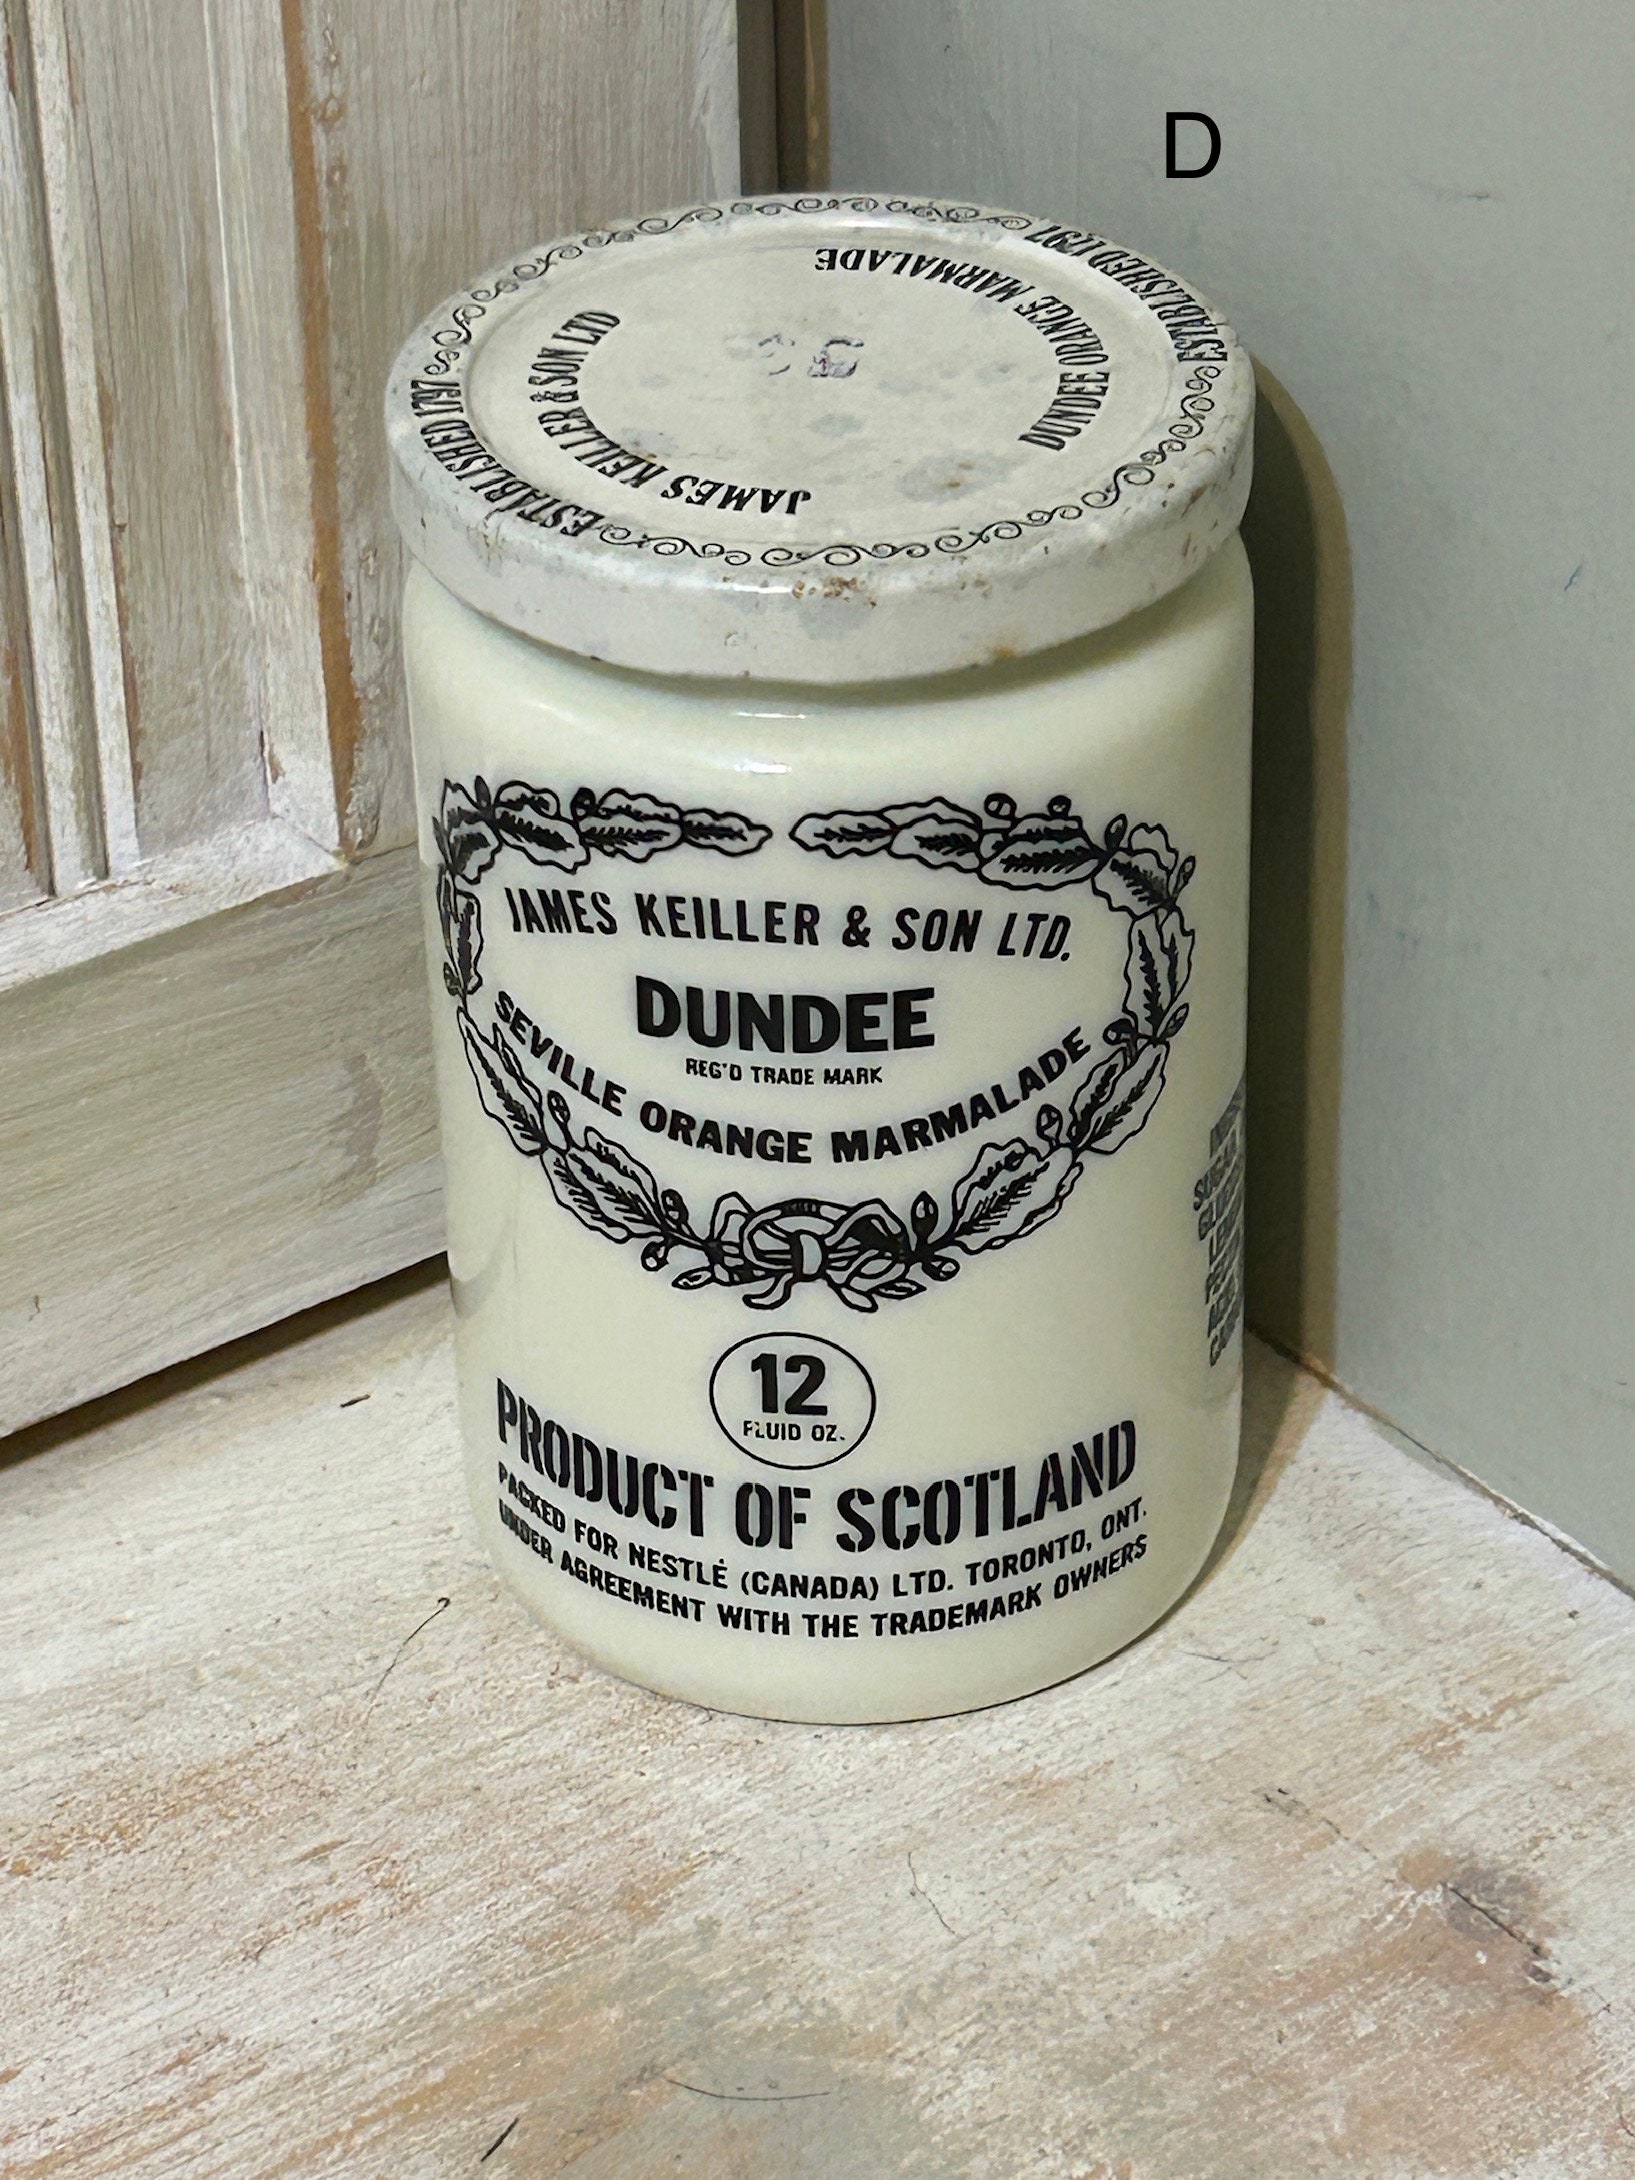 D
ESTABLISHED 1797
DUNDEE ORANGE MARMALADE
JAMES KEILLER & SON LTD
ESTABLISHED 1797
JAMES KEILLER & SON LTD.
DUNDEE
REG'D TRADE MARK
SEVILLE ORANGE MARMALADE
12
FLUID OZ.
PRODUCT OF SCOTLAND
PACKED FOR NESTLÉ (CANADA) LTD. TORONTO, ONT.
UNDER AGREEMENT WITH THE TRADEMARK OWNERS